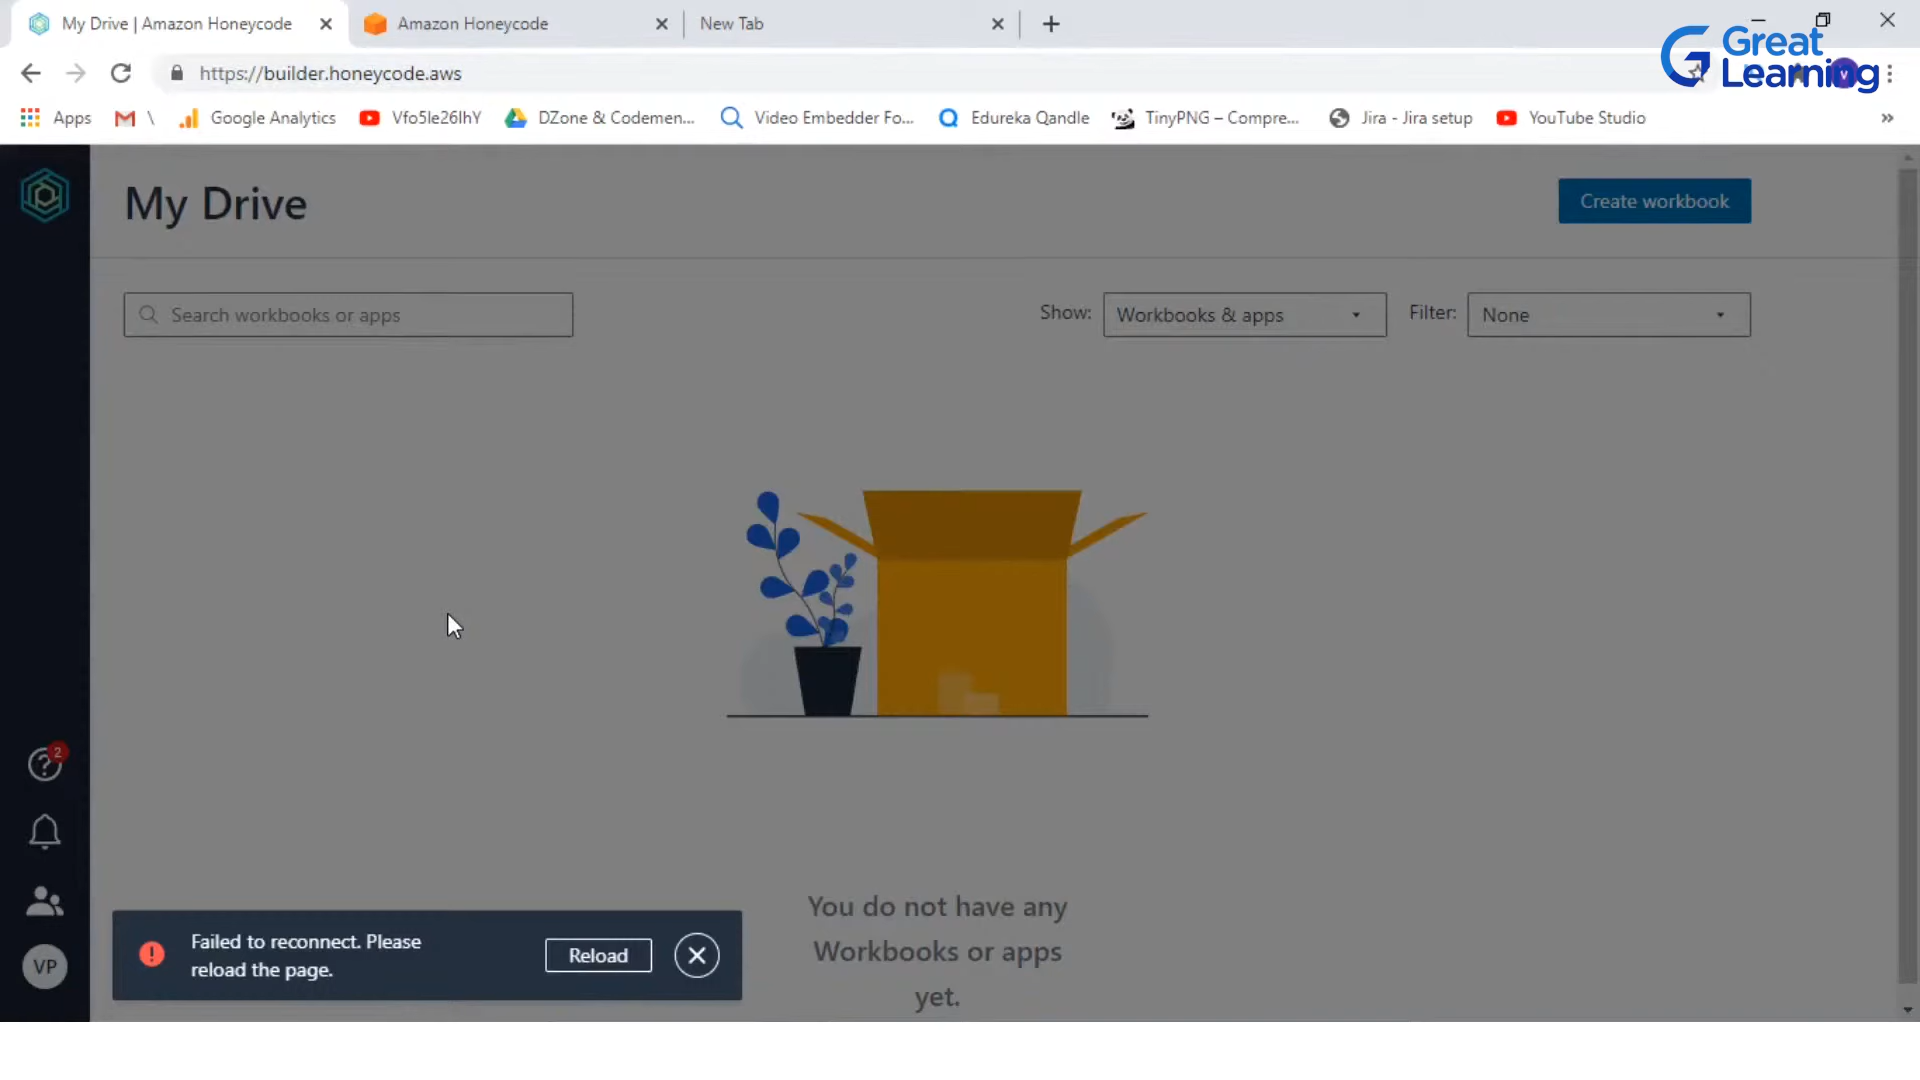 My Drive | Amazon Honeycode
Amazon Honeycode
New Tab
Great
Learning
https://builder.honeycode.aws
V
Apps
\
Google Analytics
Vfo5Ie26IhY
DZone & Codemen...
Video Embedder Fo...
Edureka Qandle
TinyPNG – Compre...
Jira - Jira setup
YouTube Studio
»
My Drive
Create workbook
Search workbooks or apps
Show:
Workbooks & apps
Filter:
None
2
VP
Failed to reconnect. Please
reload the page.
Reload
You do not have any
Workbooks or apps
yet.